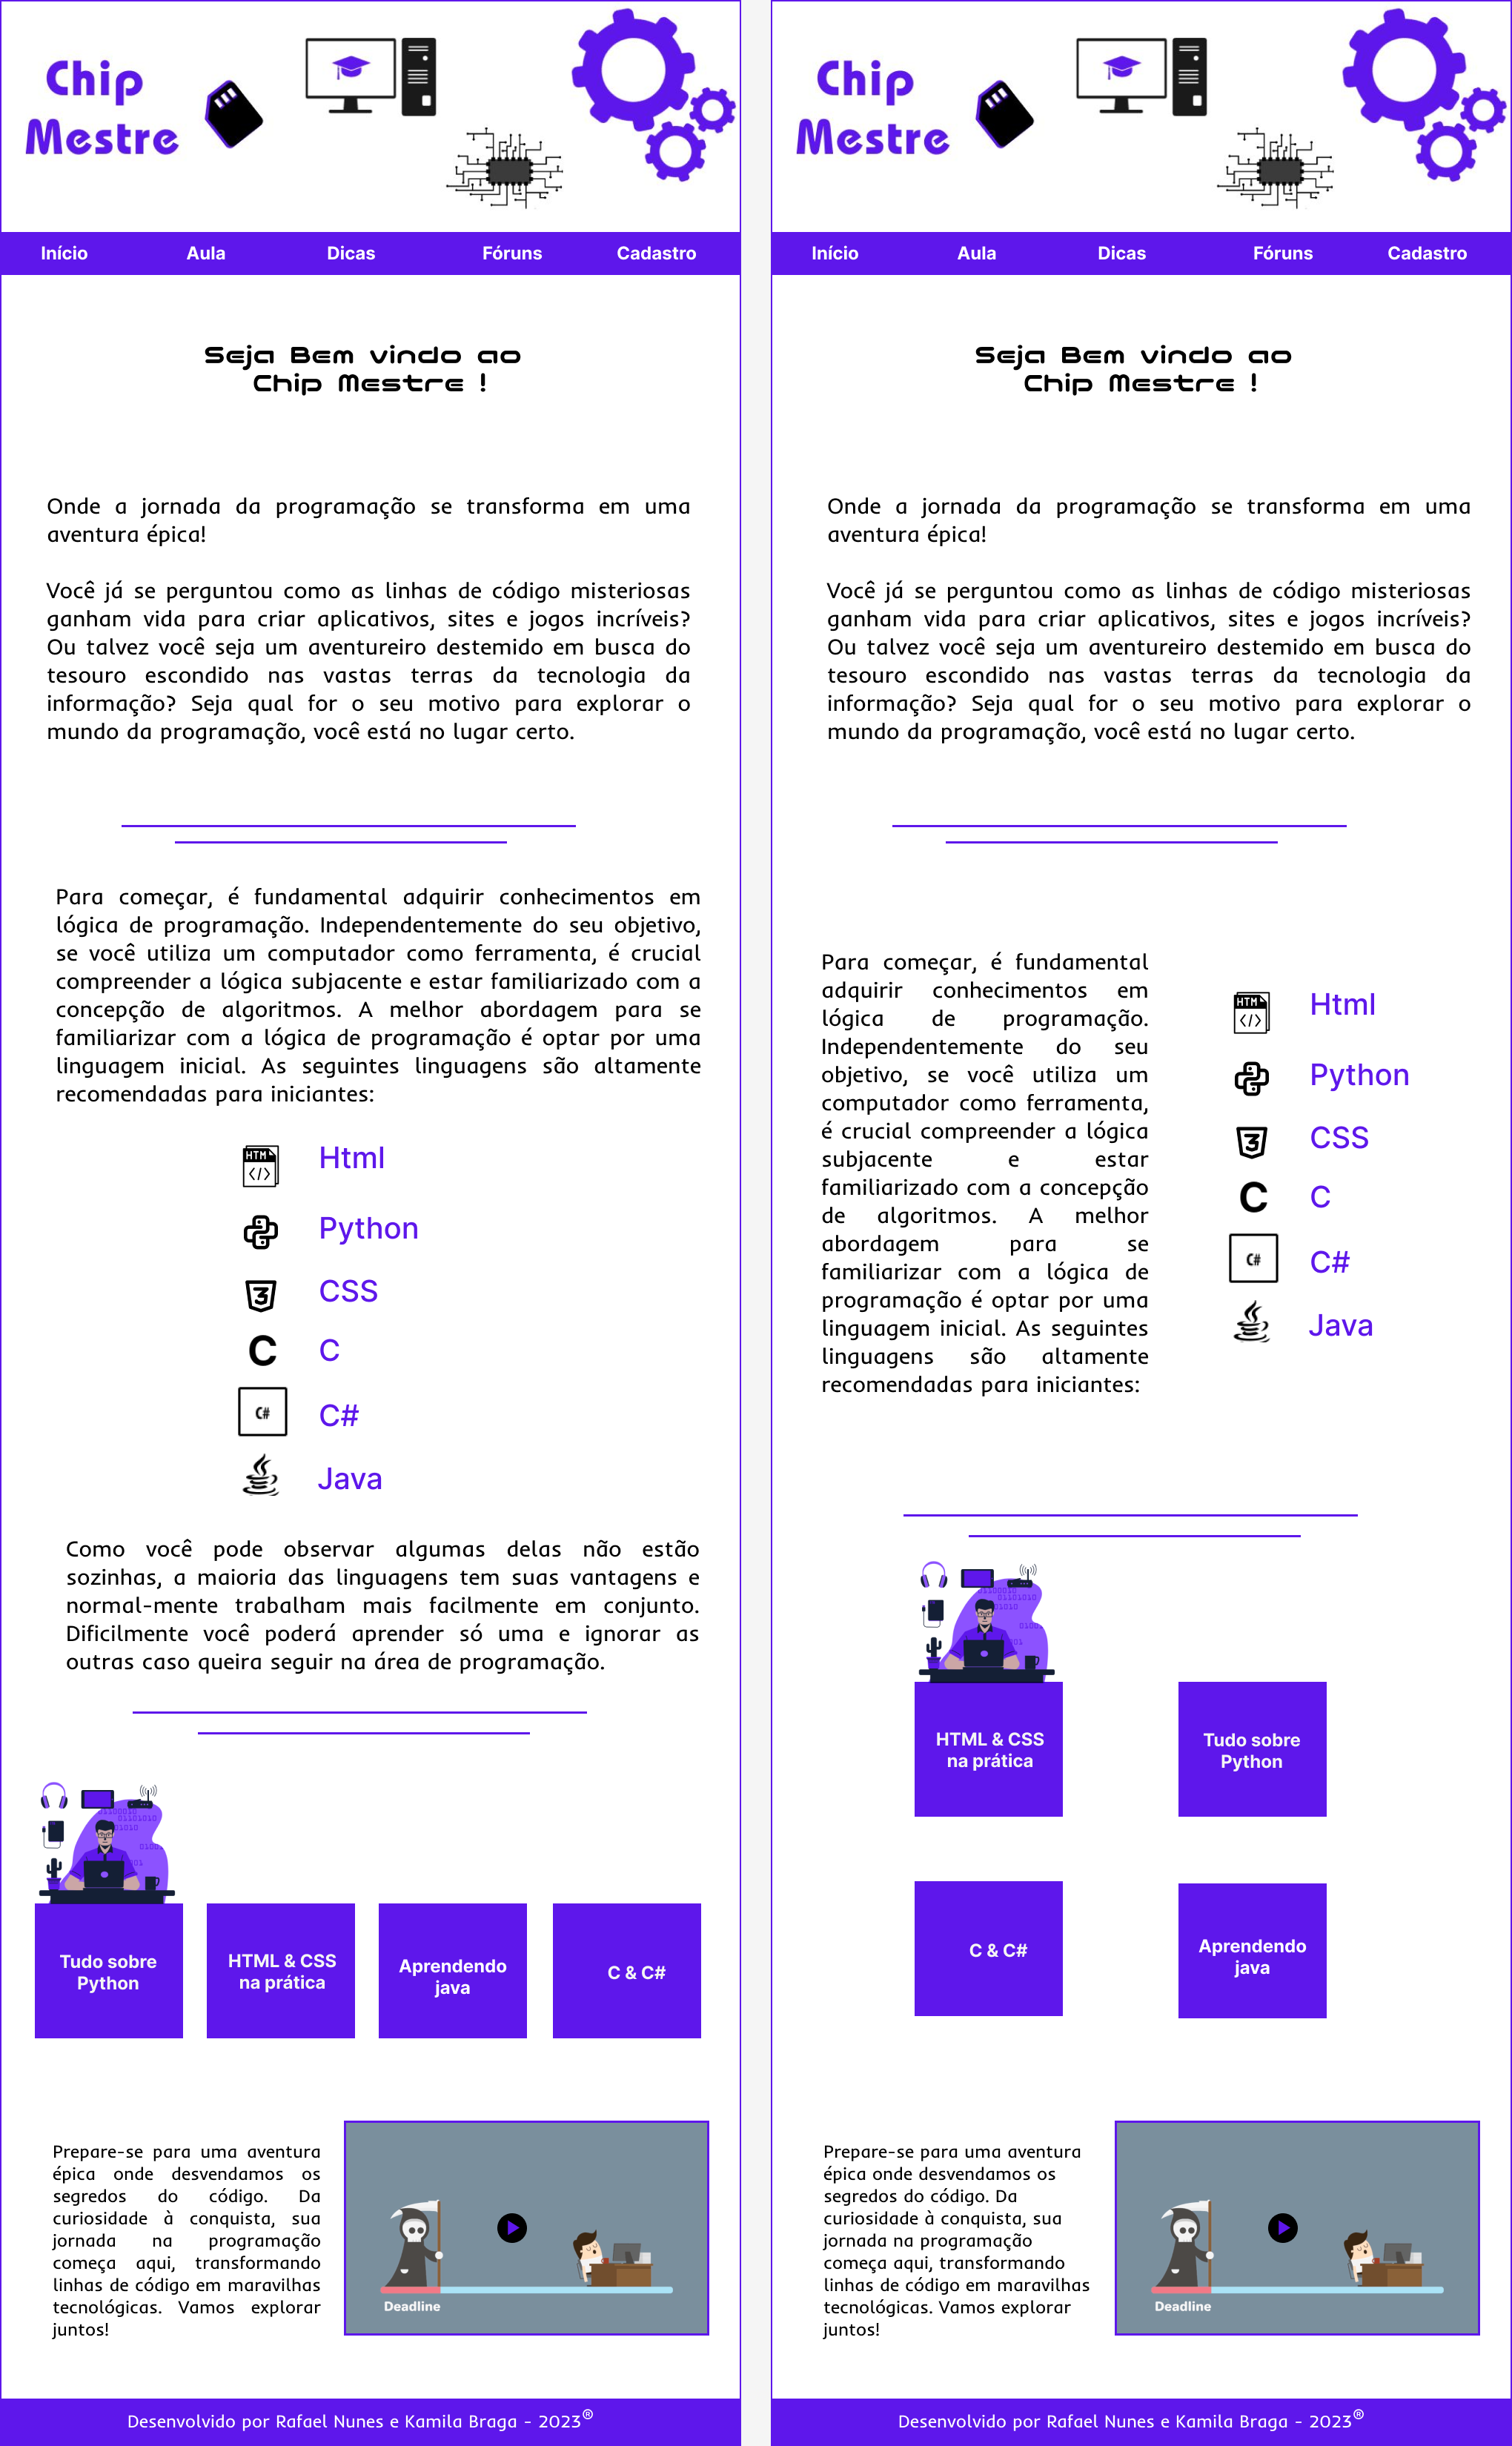 Chip
Mestre
Início Aula Dicas Fóruns Cadastro
Seja Bem vindo ao
Chip Mestre !
Onde a jornada da programação se transforma em uma
aventura épica!
Você já se perguntou como as linhas de código misteriosas
ganham vida para criar aplicativos, sites e jogos incríveis?
Ou talvez você seja um aventureiro destemido em busca do
tesouro escondido nas vastas terras da tecnologia da
informação? Seja qual for o seu motivo para explorar o
mundo da programação, você está no lugar certo.
Para começar, é fundamental adquirir conhecimentos em
lógica de programação. Independentemente do seu objetivo,
se você utiliza um computador como ferramenta, é crucial
compreender a lógica subjacente e estar familiarizado com a
concepção de algoritmos. A melhor abordagem para se
familiarizar com a lógica de programação é optar por uma
linguagem inicial. As seguintes linguagens são altamente
recomendadas para iniciantes:
HTM </> Html
Python
3 CSS
C C
C# C#
Java
Como você pode observar algumas delas não estão
sozinhas, a maioria das linguagens tem suas vantagens e
normal-mente trabalham mais facilmente em conjunto.
Dificilmente você poderá aprender só uma e ignorar as
outras caso queira seguir na área de programação.
Tudo sobre
Python
HTML & CSS
na prática
Aprendendo
java
C & C#
Prepare-se para uma aventura
épica onde desvendamos os
segredos do código. Da
curiosidade à conquista, sua
jornada na programação
começa aqui, transformando
linhas de código em maravilhas
tecnológicas. Vamos explorar
juntos!
Deadline
Desenvolvido por Rafael Nunes e Kamila Braga - 2023®
Chip
Mestre
Início Aula Dicas Fóruns Cadastro
Seja Bem vindo ao
Chip Mestre !
Onde a jornada da programação se transforma em uma
aventura épica!
Você já se perguntou como as linhas de código misteriosas
ganham vida para criar aplicativos, sites e jogos incríveis?
Ou talvez você seja um aventureiro destemido em busca do
tesouro escondido nas vastas terras da tecnologia da
informação? Seja qual for o seu motivo para explorar o
mundo da programação, você está no lugar certo.
Para começar, é fundamental
adquirir conhecimentos em
lógica de programação.
Independentemente do seu
objetivo, se você utiliza um
computador como ferramenta,
é crucial compreender a lógica
subjacente e estar
familiarizado com a concepção
de algoritmos. A melhor
abordagem para se
familiarizar com a lógica de
programação é optar por uma
linguagem inicial. As seguintes
linguagens são altamente
recomendadas para iniciantes:
HTM </> Html
Python
3 CSS
C C
C# C#
Java
HTML & CSS
na prática
Tudo sobre
Python
C & C#
Aprendendo
java
Prepare-se para uma aventura
épica onde desvendamos os
segredos do código. Da
curiosidade à conquista, sua
jornada na programação
começa aqui, transformando
linhas de código em maravilhas
tecnológicas. Vamos explorar
juntos!
Deadline
Desenvolvido por Rafael Nunes e Kamila Braga - 2023®